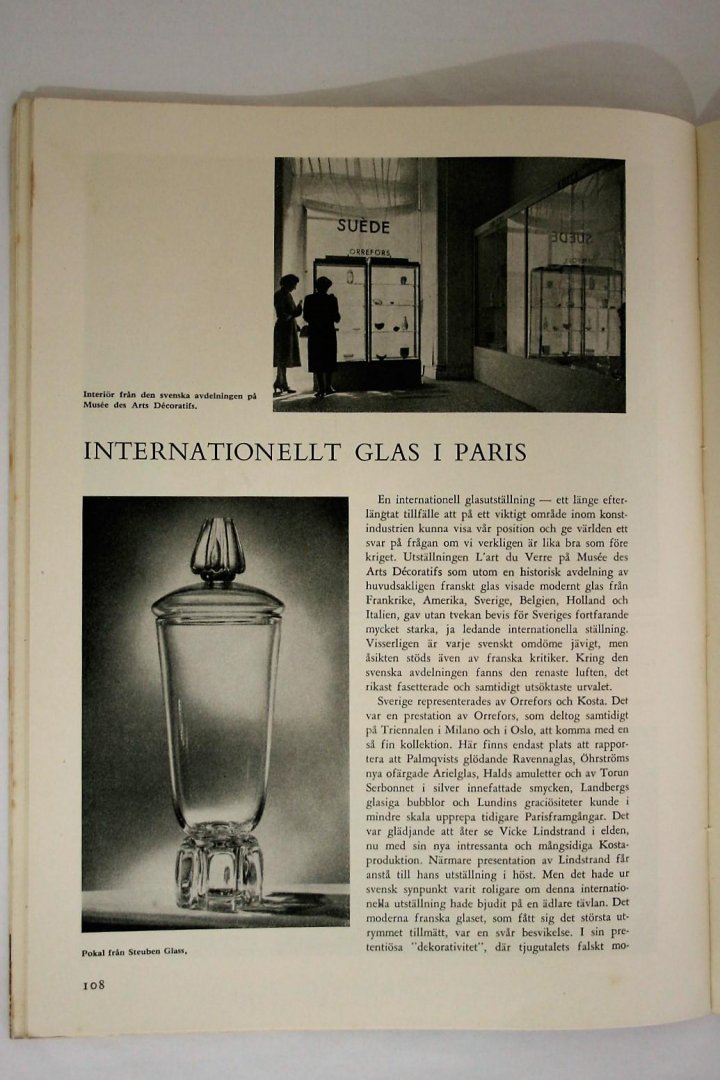 SUÈDE
ORREFORS
SUÈDE
Interiör från den svenska avdelningen på
Musée des Arts Décoratifs.
INTERNATIONELLT GLAS I PARIS
En internationell glasutställning — ett länge efter-
längtat tillfälle att på ett viktigt område inom konst-
industrien kunna visa vår position och ge världen ett
svar på frågan om vi verkligen är lika bra som före
kriget. Utställningen L'art du Verre på Musée des
Arts Décoratifs som utom en historisk avdelning av
huvudsakligen franskt glas visade modernt glas från
Frankrike, Amerika, Sverige, Belgien, Holland och
Italien, gav utan tvekan bevis för Sveriges fortfarande
mycket starka, ja ledande internationella ställning.
Visserligen är varje svenskt omdöme jävigt, men
åsikten stöds även av franska kritiker. Kring den
svenska avdelningen fanns den renaste luften, det
rikast fasetterade och samtidigt utsöktaste urvalet.
Sverige representerades av Orrefors och Kosta. Det
var en prestation av Orrefors, som deltog samtidigt
på Triennalen i Milano och i Oslo, att komma med en
så fin kollektion. Här finns endast plats att rappor-
tera att Palmqvists glödande Ravennaglas, Öhrströms
nya ofärgade Arielglas, Halds amuletter och av Torun
Serbonnet i silver innefattade smycken, Landbergs
glasiga bubblor och Lundins graciösiteter kunde i
mindre skala upprepa tidigare Parisframgångar. Det
var glädjande att åter se Vicke Lindstrand i elden,
nu med sin nya intressanta och mångsidiga Kosta-
produktion. Närmare presentation av Lindstrand får
anstå till hans utställning i höst. Men det hade ur
svensk synpunkt varit roligare om denna internatio-
nella utställning hade bjudit på en ädlare tävlan. Det
moderna franska glaset, som fått sig det största ut-
rymmet tillmätt, var en svår besvikelse. I sin pre-
tentiösa "dekorativitet", där tjugutalets falskt mo-
Pokal från Steuben Glass.
108